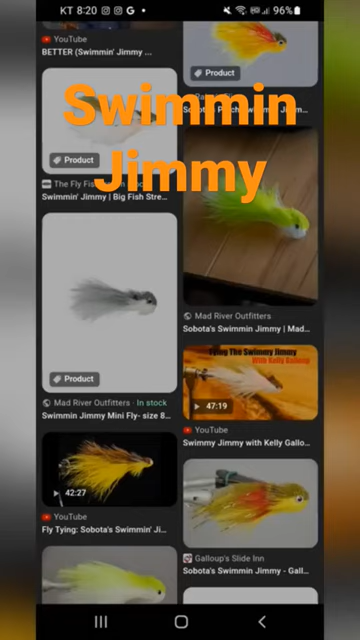 KT 8:20 G • 96%
YouTube
BETTER (Swimmin' Jimmy ...
Product
Swimmin
Jimmy
Product
The Fly Fis
Swimmin' Jimmy | Big Fish Stre...
Mad River Outfitters
Sobota's Swimmin Jimmy | Mad...
Product
Mad River Outfitters · In stock
Swimmin Jimmy Mini Fly- size 8...
Tying The Swimmy Jimmy
With Kelly Galloup
47:19
YouTube
Swimmy Jimmy with Kelly Gallo...
42:27
YouTube
Fly Tying: Sobota's Swimmin' Ji...
Galloup's Slide Inn
Sobota's Swimmin Jimmy - Gall...